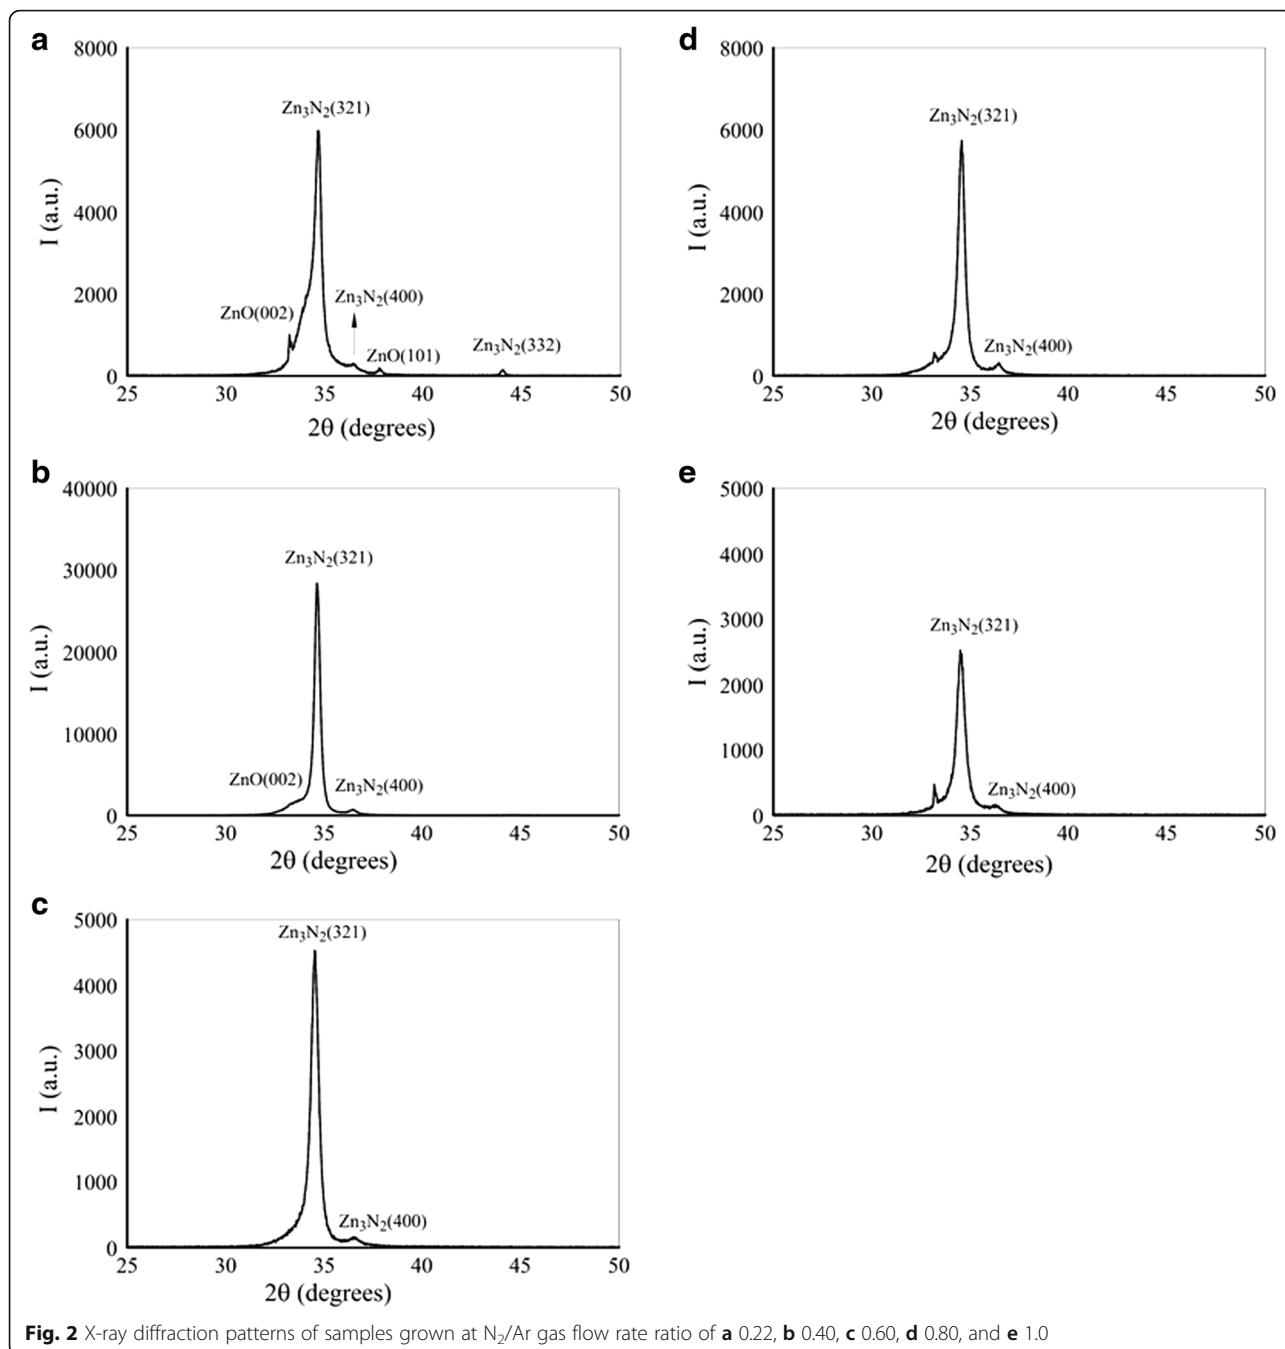 a
8000
6000
4000
2000
0
I (a.u.)
Zn₃N₂(321)
ZnO(002)
Zn₃N₂(400)
ZnO(101)
Zn₃N₂(332)
25 30 35 40 45 50
2θ (degrees)
b
40000
30000
20000
10000
0
I (a.u.)
Zn₃N₂(321)
ZnO(002)
Zn₃N₂(400)
25 30 35 40 45 50
2θ (degrees)
c
5000
4000
3000
2000
1000
0
I (a.u.)
Zn₃N₂(321)
Zn₃N₂(400)
25 30 35 40 45 50
2θ (degrees)
d
8000
6000
4000
2000
0
I (a.u.)
Zn₃N₂(321)
Zn₃N₂(400)
25 30 35 40 45 50
2θ (degrees)
e
5000
4000
3000
2000
1000
0
I (a.u.)
Zn₃N₂(321)
Zn₃N₂(400)
25 30 35 40 45 50
2θ (degrees)
Fig. 2 X-ray diffraction patterns of samples grown at N₂/Ar gas flow rate ratio of a 0.22, b 0.40, c 0.60, d 0.80, and e 1.0